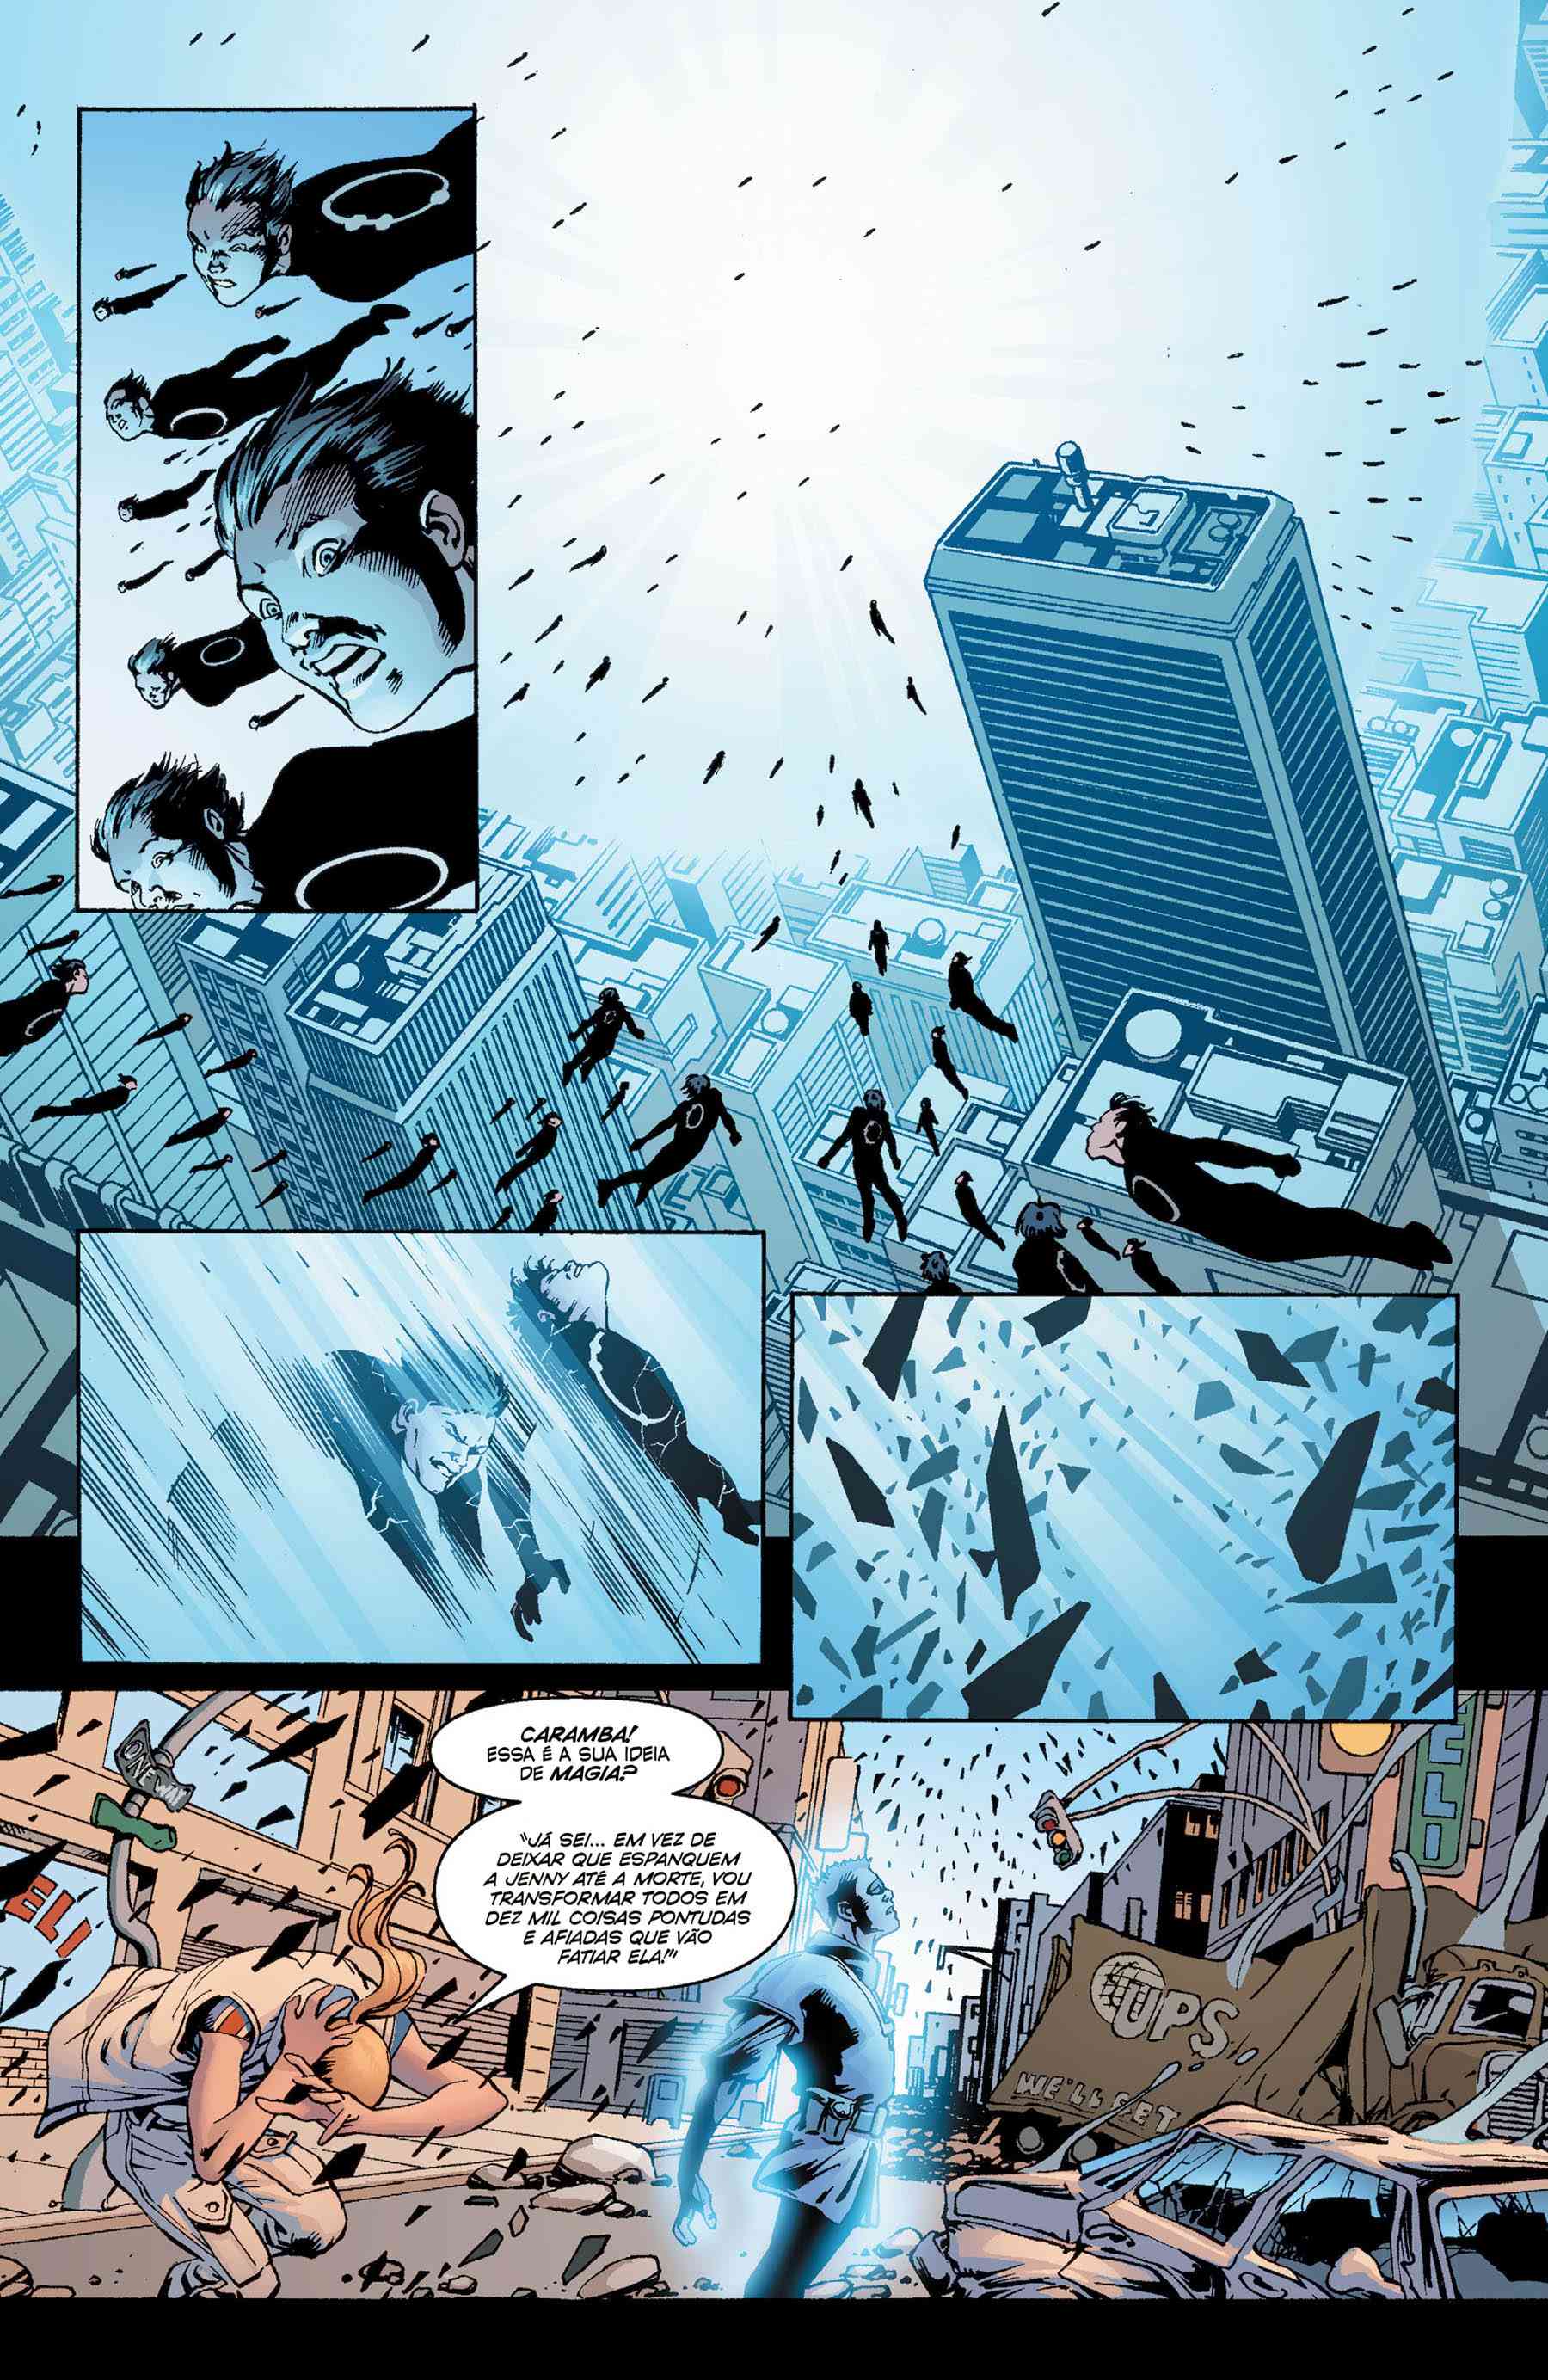 CARAMBA!
ESSA É A SUA IDEIA
DE MAGIA?
"JÁ SEI... EM VEZ DE
DEIXAR QUE ESPANQUEM
A JENNY ATÉ A MORTE, VOU
TRANSFORMAR TODOS EM
DEZ MIL COISAS PONTUDAS
E AFIADAS QUE VÃO
FATIAR ELA!"
ONE WAY
ELI
ELI
UPS
WE'LL GET